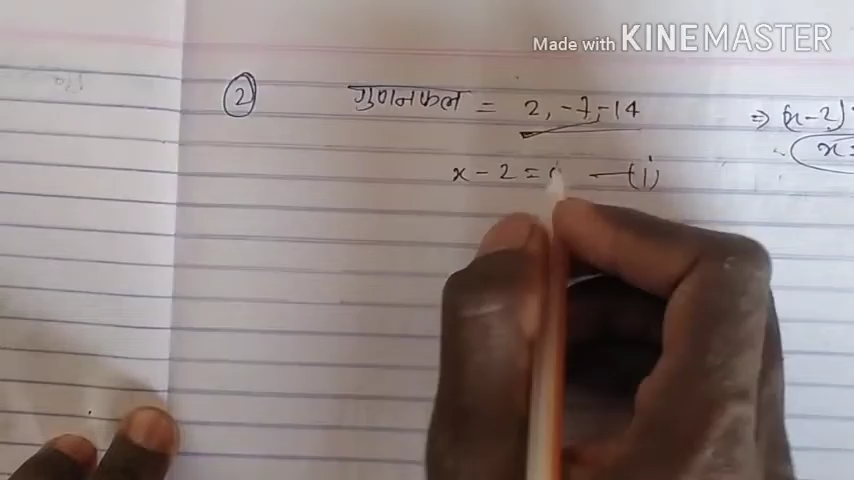 Made with KINEMASTER
② गुणनफल = 2, -7, -14
⇒ (x-2)
x - 2 = 0 —(i)
x =